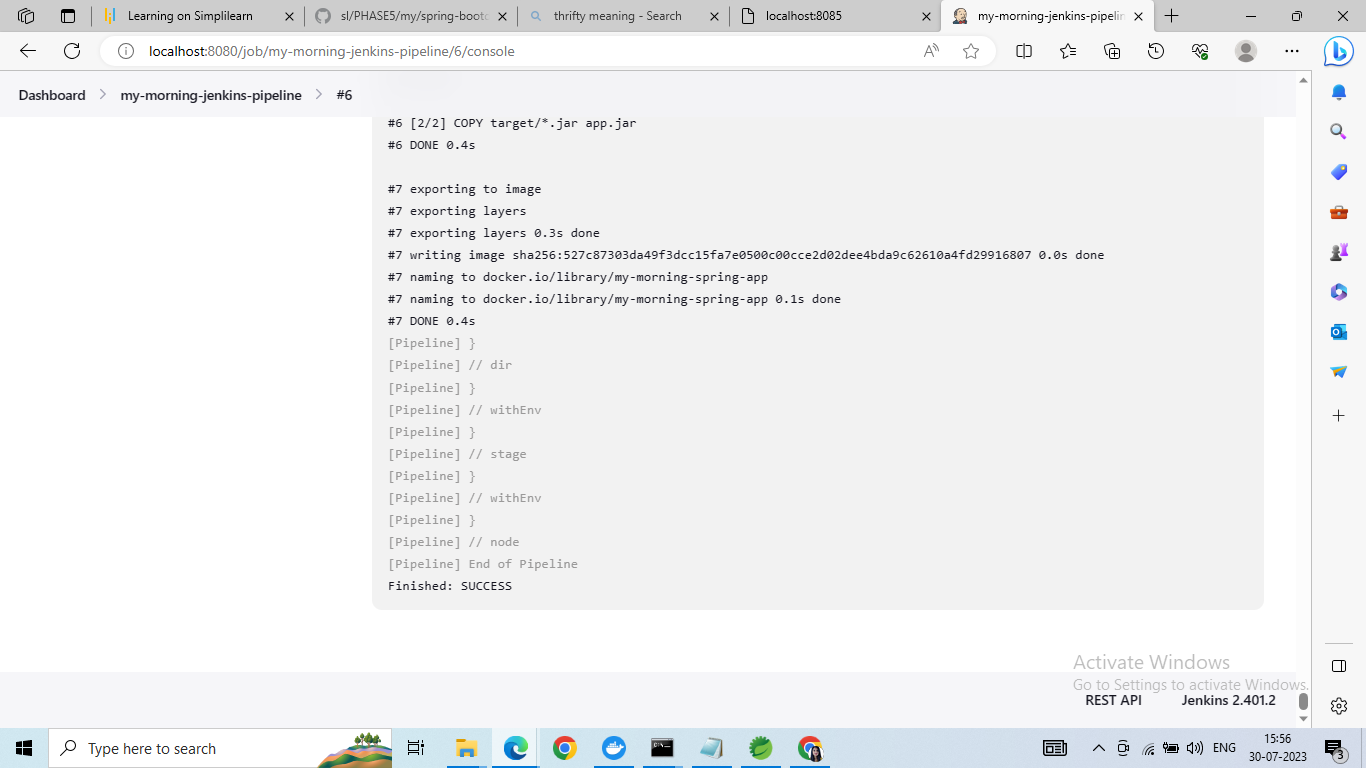 Learning on Simplilearn
sl/PHASE5/my/spring-boot
thrifty meaning - Search
localhost:8085
my-morning-jenkins-pipelin
localhost:8080/job/my-morning-jenkins-pipeline/6/console
Dashboard > my-morning-jenkins-pipeline > #6
#6 [2/2] COPY target/*.jar app.jar
#6 DONE 0.4s
#7 exporting to image
#7 exporting layers
#7 exporting layers 0.3s done
#7 writing image sha256:527c87303da49f3dcc15fa7e0500c00cce2d02dee4bda9c62610a4fd29916807 0.0s done
#7 naming to docker.io/library/my-morning-spring-app
#7 naming to docker.io/library/my-morning-spring-app 0.1s done
#7 DONE 0.4s
[Pipeline] }
[Pipeline] // dir
[Pipeline] }
[Pipeline] // withEnv
[Pipeline] }
[Pipeline] // stage
[Pipeline] }
[Pipeline] // withEnv
[Pipeline] }
[Pipeline] // node
[Pipeline] End of Pipeline
Finished: SUCCESS
Activate Windows
Go to Settings to activate Windows.
REST API
Jenkins 2.401.2
Type here to search
ENG
15:56
30-07-2023
3